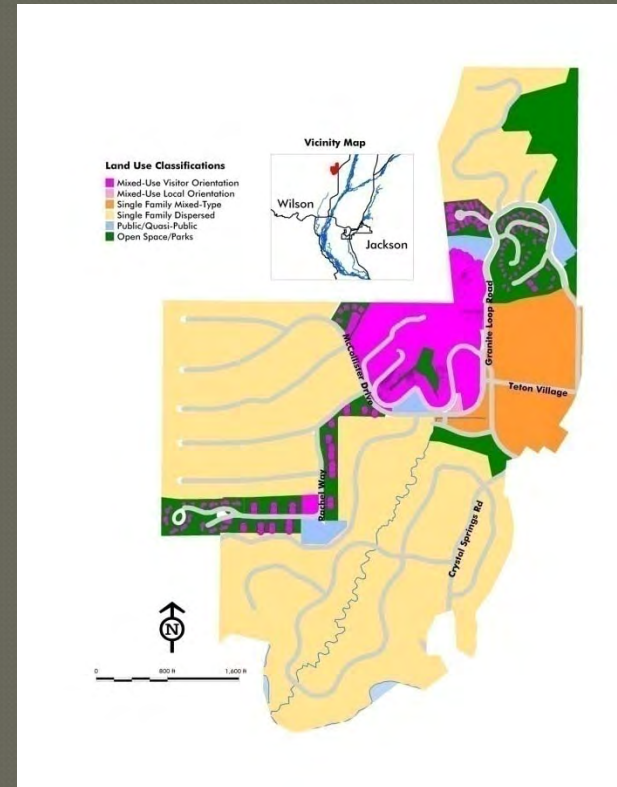 Vicinity Map
Land Use Classifications
Mixed-Use Visitor Orientation
Mixed-Use Local Orientation
Single Family Mixed-Type
Single Family Dispersed
Public/Quasi-Public
Open Space/Parks
Wilson
Jackson
Granite Loop Road
McCollister Drive
Teton Village
Rachel Way
Crystal Springs Rd
N
0 800 ft 1,600 ft